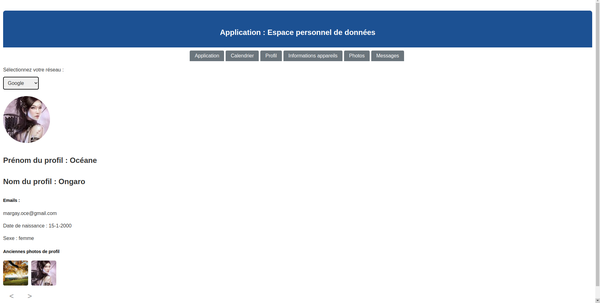 Application : Espace personnel de données
Application Calendrier Profil Informations appareils Photos Messages
Sélectionnez votre réseau :
Google
Prénom du profil : Océane
Nom du profil : Ongaro
Emails :
margay.oce@gmail.com
Date de naissance : 15-1-2000
Sexe : femme
Anciennes photos de profil
< >